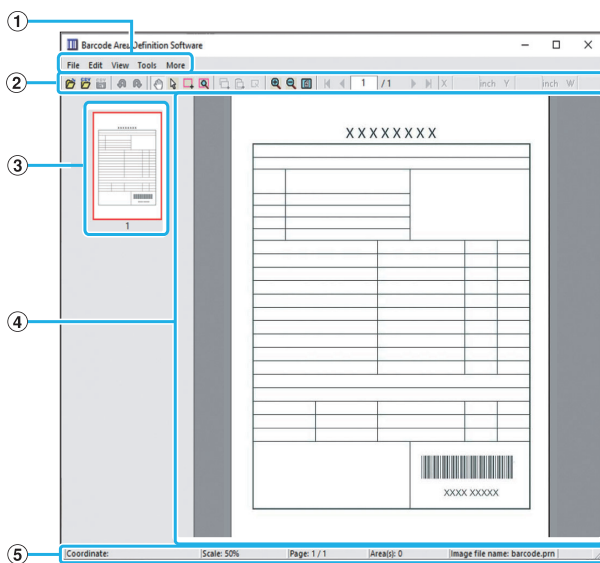 1
Barcode Area Definition Software
File Edit View Tools More
2
1 / 1 X inch Y inch W
3
1
XXXXXXXX
4
XXXX XXXXX
5
Coordinate: Scale: 50% Page: 1 / 1 Area(s): 0 Image file name: barcode.prn